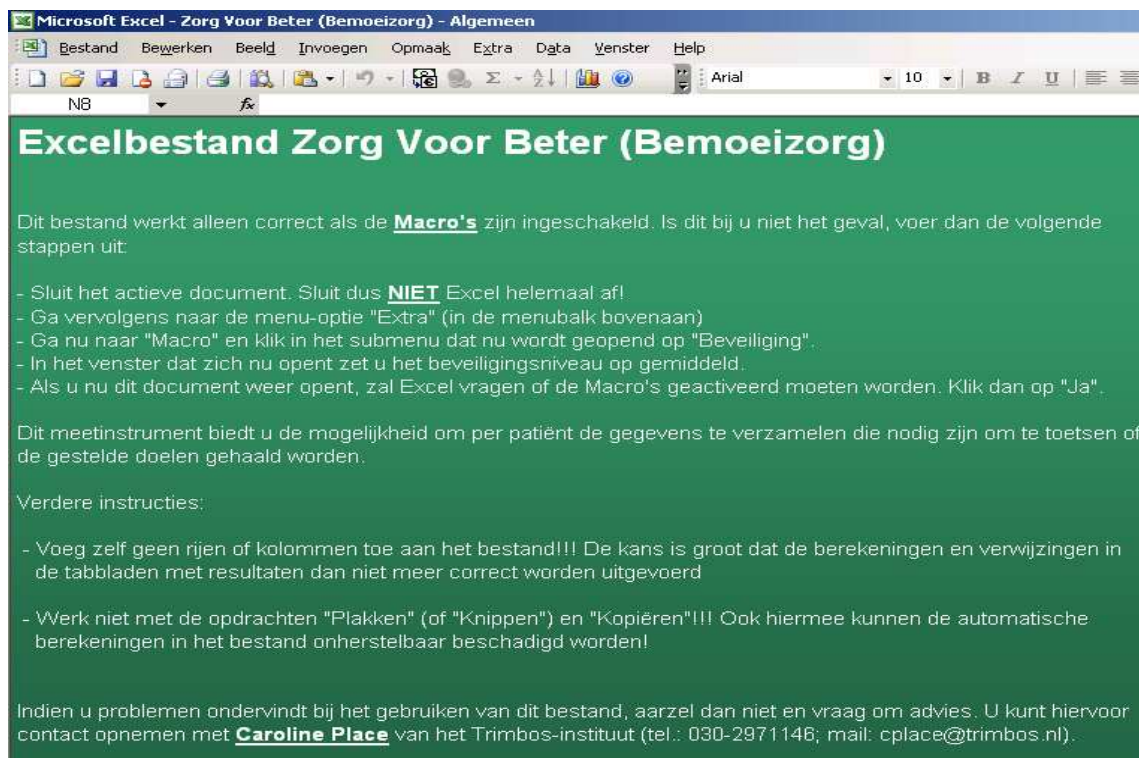 Microsoft Excel - Zorg Voor Beter (Bemoeizorg) - Algemeen
Bestand Bewerken Beeld Invoegen Opmaak Extra Data Venster Help
Arial 10 B I U
N8 fx
Excelbestand Zorg Voor Beter (Bemoeizorg)
Dit bestand werkt alleen correct als de Macro's zijn ingeschakeld. Is dit bij u niet het geval, voer dan de volgende
stappen uit:
- Sluit het actieve document. Sluit dus NIET Excel helemaal af!
- Ga vervolgens naar de menu-optie "Extra" (in de menubalk bovenaan)
- Ga nu naar "Macro" en klik in het submenu dat nu wordt geopend op "Beveiliging".
- In het venster dat zich nu opent zet u het beveiligingsniveau op gemiddeld.
- Als u nu dit document weer opent, zal Excel vragen of de Macro's geactiveerd moeten worden. Klik dan op "Ja".
Dit meetinstrument biedt u de mogelijkheid om per patiënt de gegevens te verzamelen die nodig zijn om te toetsen of
de gestelde doelen gehaald worden.
Verdere instructies:
- Voeg zelf geen rijen of kolommen toe aan het bestand!!! De kans is groot dat de berekeningen en verwijzingen in
de tabbladen met resultaten dan niet meer correct worden uitgevoerd
- Werk niet met de opdrachten "Plakken" (of "Knippen") en "Kopiëren"!!! Ook hiermee kunnen de automatische
berekeningen in het bestand onherstelbaar beschadigd worden!
Indien u problemen ondervindt bij het gebruiken van dit bestand, aarzel dan niet en vraag om advies. U kunt hiervoor
contact opnemen met Caroline Place van het Trimbos-instituut (tel.: 030-2971146; mail: cplace@trimbos.nl).